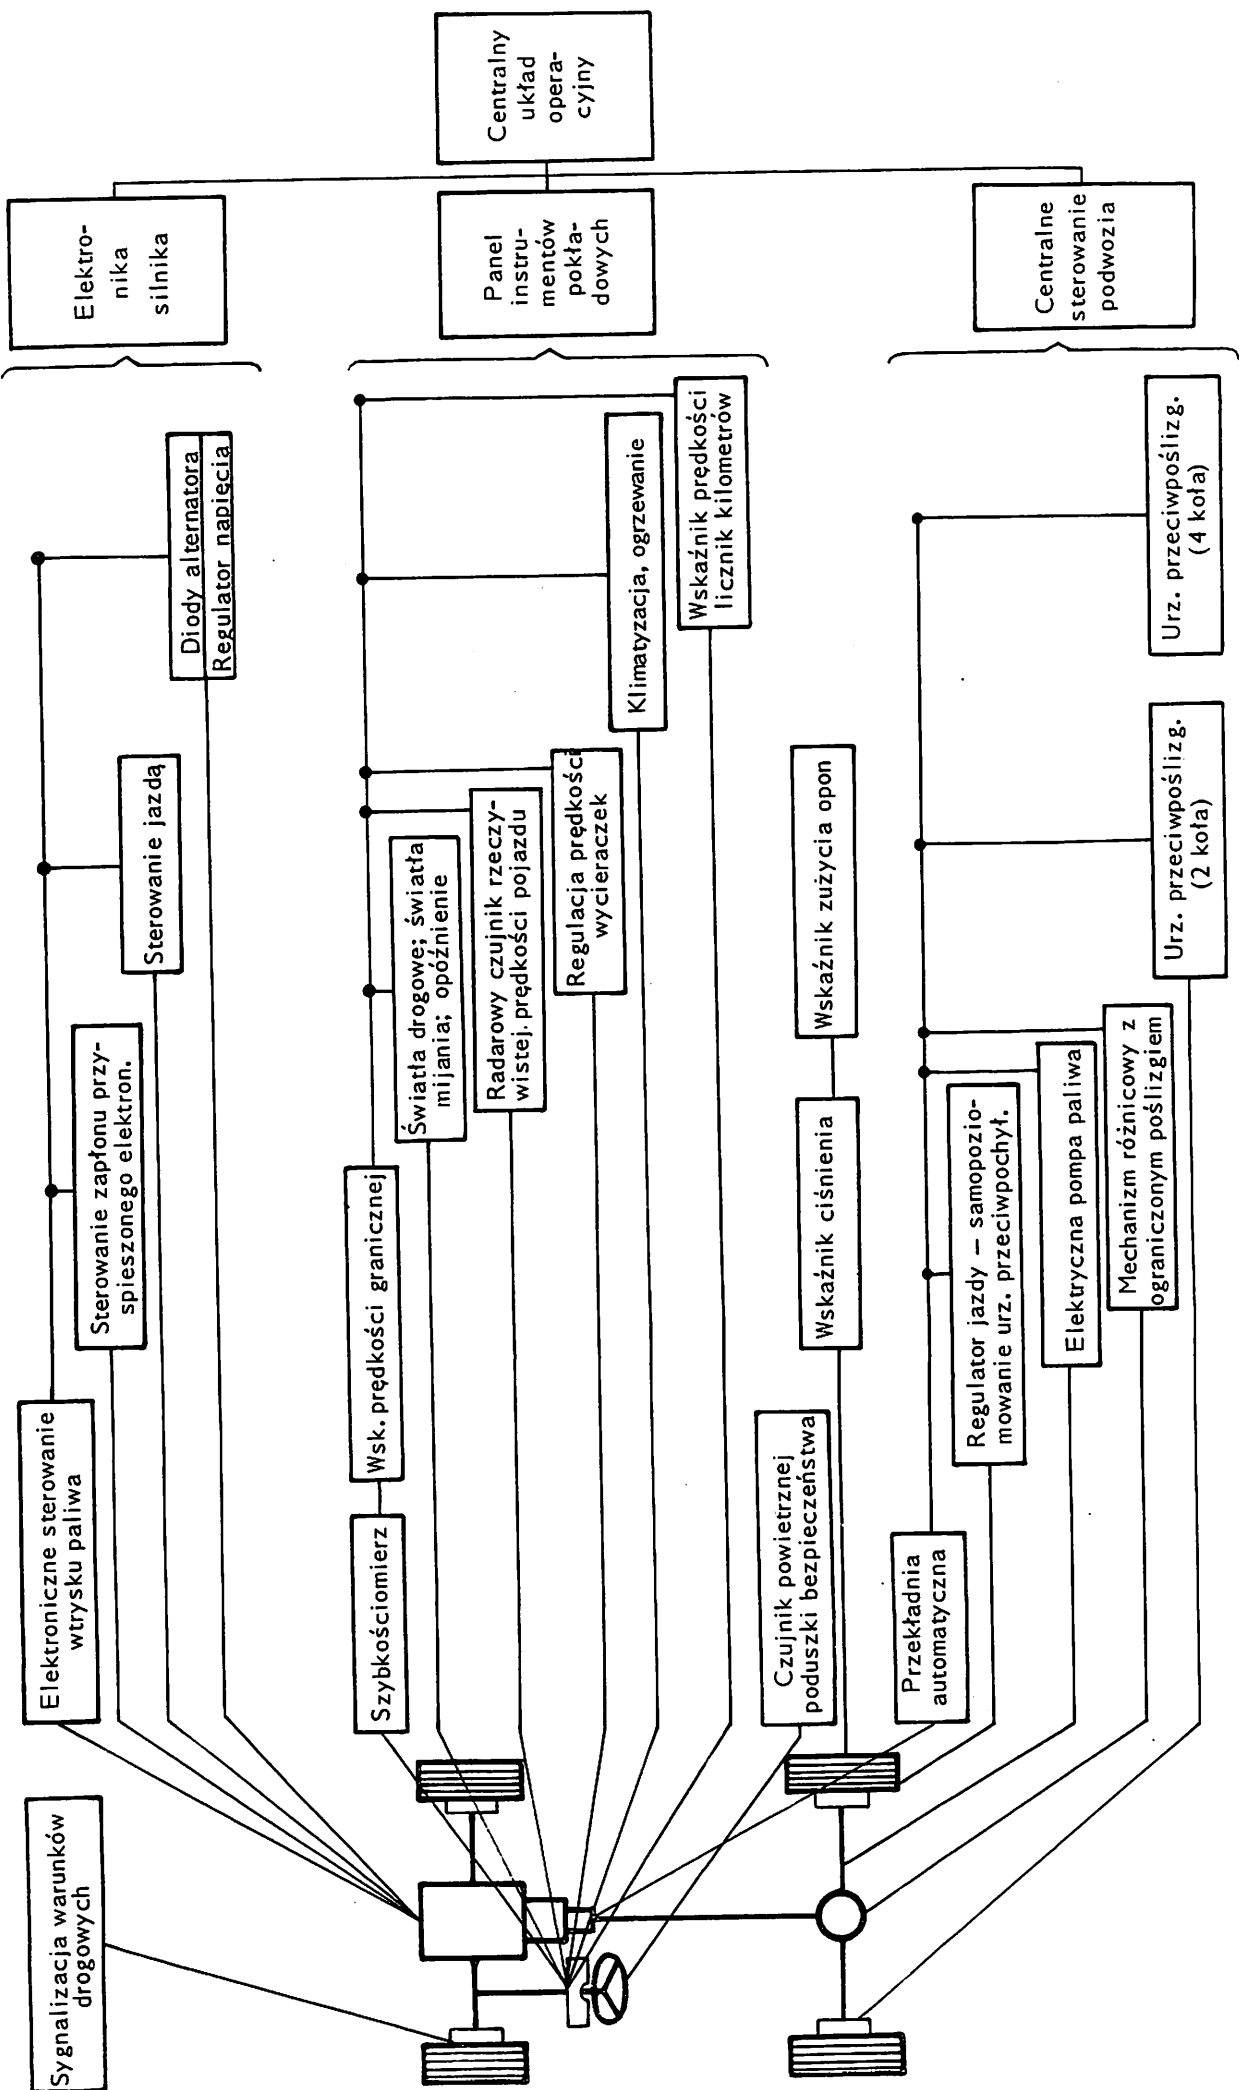 Centralny
układ
opera-
cyjny
Elektro-
nika
silnika
Panel
instru-
mentów
pokła-
dowych
Centralne
sterowanie
podwozia
Diody alternatora
Regulator napięcia
Sterowanie jazdą
Sterowanie zapłonu przy-
spieszonego elektron.
Elektroniczne sterowanie
wtrysku paliwa
Sygnalizacja warunków
drogowych
Wskaźnik prędkości
licznik kilometrów
Klimatyzacja, ogrzewanie
Regulacja prędkości
wycieraczek
Radarowy czujnik rzeczy-
wistej. prędkości pojazdu
Światła drogowe; światła
mijania; opóźnienie
Wsk. prędkości granicznej
Szybkościomierz
Wskaźnik zużycia opon
Wskaźnik ciśnienia
Czujnik powietrznej
poduszki bezpieczeństwa
Urz. przeciwpoślizg.
(4 koła)
Urz. przeciwpoślizg.
(2 koła)
Mechanizm różnicowy z
ograniczonym poślizgiem
Elektryczna pompa paliwa
Regulator jazdy — samopozio-
mowanie urz. przeciwpochył.
Przekładnia
automatyczna